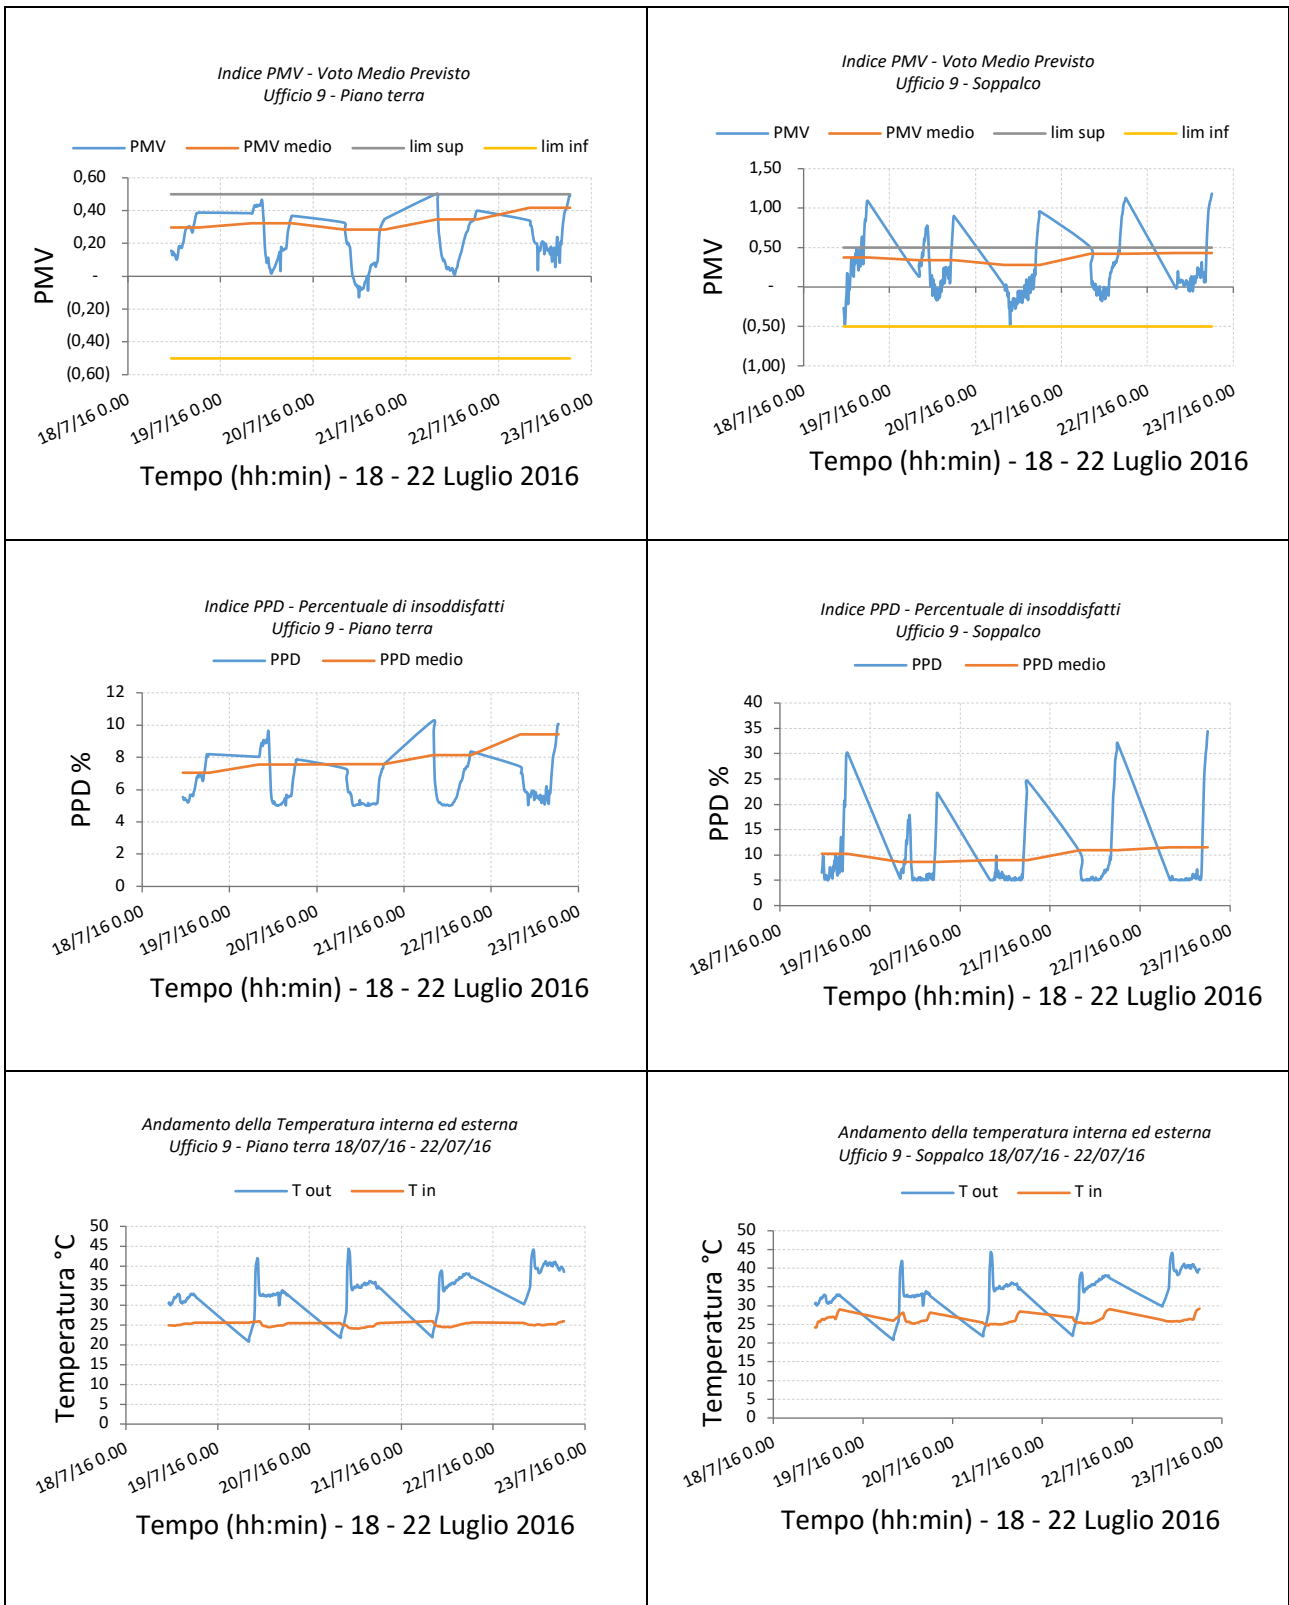 Indice PMV - Voto Medio Previsto
Ufficio 9 - Piano terra
PMV PMV medio lim sup lim inf
0,60
0,40
0,20
-
(0,20)
(0,40)
(0,60)
PMV
18/7/16 0.00 19/7/16 0.00 20/7/16 0.00 21/7/16 0.00 22/7/16 0.00 23/7/16 0.00
Tempo (hh:min) - 18 - 22 Luglio 2016
Indice PMV - Voto Medio Previsto
Ufficio 9 - Soppalco
PMV PMV medio lim sup lim inf
1,50
1,00
0,50
-
(0,50)
(1,00)
PMV
18/7/16 0.00 19/7/16 0.00 20/7/16 0.00 21/7/16 0.00 22/7/16 0.00 23/7/16 0.00
Tempo (hh:min) - 18 - 22 Luglio 2016
Indice PPD - Percentuale di insoddisfatti
Ufficio 9 - Piano terra
PPD PPD medio
12
10
8
6
4
2
0
PPD %
18/7/16 0.00 19/7/16 0.00 20/7/16 0.00 21/7/16 0.00 22/7/16 0.00 23/7/16 0.00
Tempo (hh:min) - 18 - 22 Luglio 2016
Indice PPD - Percentuale di insoddisfatti
Ufficio 9 - Soppalco
PPD PPD medio
40
35
30
25
20
15
10
5
0
PPD %
18/7/16 0.00 19/7/16 0.00 20/7/16 0.00 21/7/16 0.00 22/7/16 0.00 23/7/16 0.00
Tempo (hh:min) - 18 - 22 Luglio 2016
Andamento della Temperatura interna ed esterna
Ufficio 9 - Piano terra 18/07/16 - 22/07/16
T out T in
50
45
40
35
30
25
20
15
10
5
0
Temperatura °C
18/7/16 0.00 19/7/16 0.00 20/7/16 0.00 21/7/16 0.00 22/7/16 0.00 23/7/16 0.00
Tempo (hh:min) - 18 - 22 Luglio 2016
Andamento della temperatura interna ed esterna
Ufficio 9 - Soppalco 18/07/16 - 22/07/16
T out T in
50
45
40
35
30
25
20
15
10
5
0
Temperatura °C
18/7/16 0.00 19/7/16 0.00 20/7/16 0.00 21/7/16 0.00 22/7/16 0.00 23/7/16 0.00
Tempo (hh:min) - 18 - 22 Luglio 2016